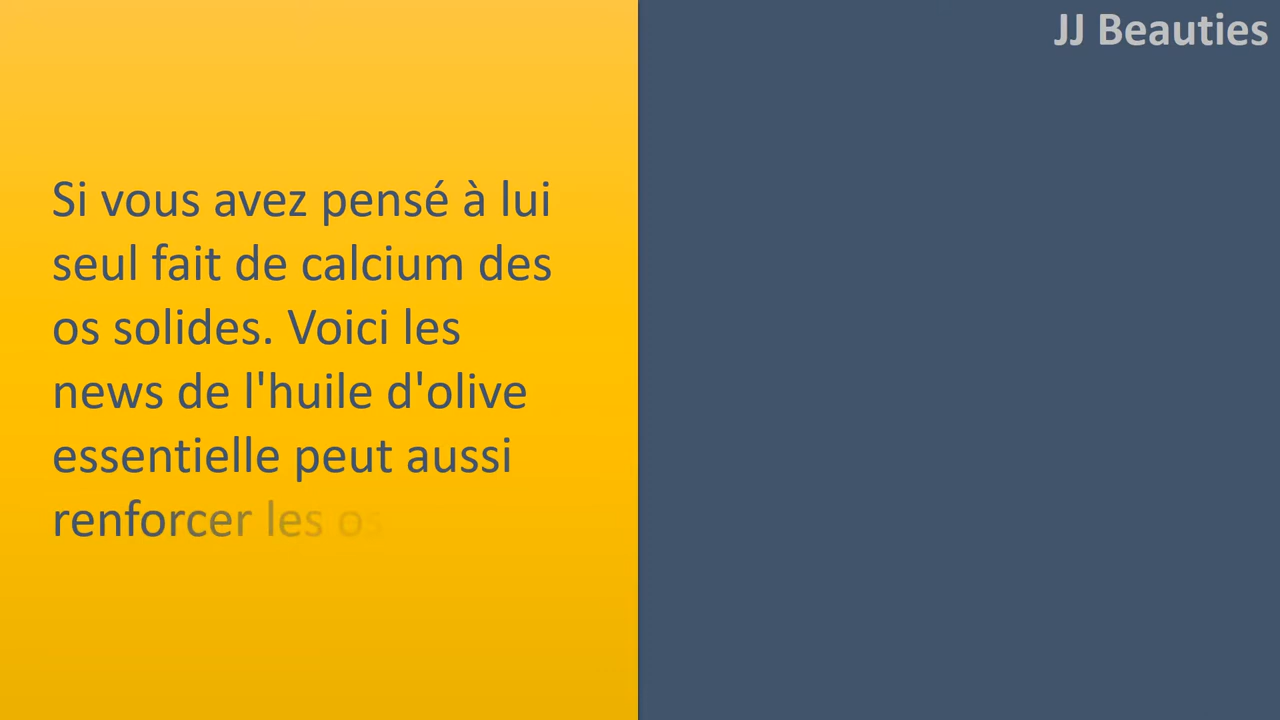 JJ Beauties
Si vous avez pensé à lui
seul fait de calcium des
os solides. Voici les
news de l'huile d'olive
essentielle peut aussi
renforcer les os